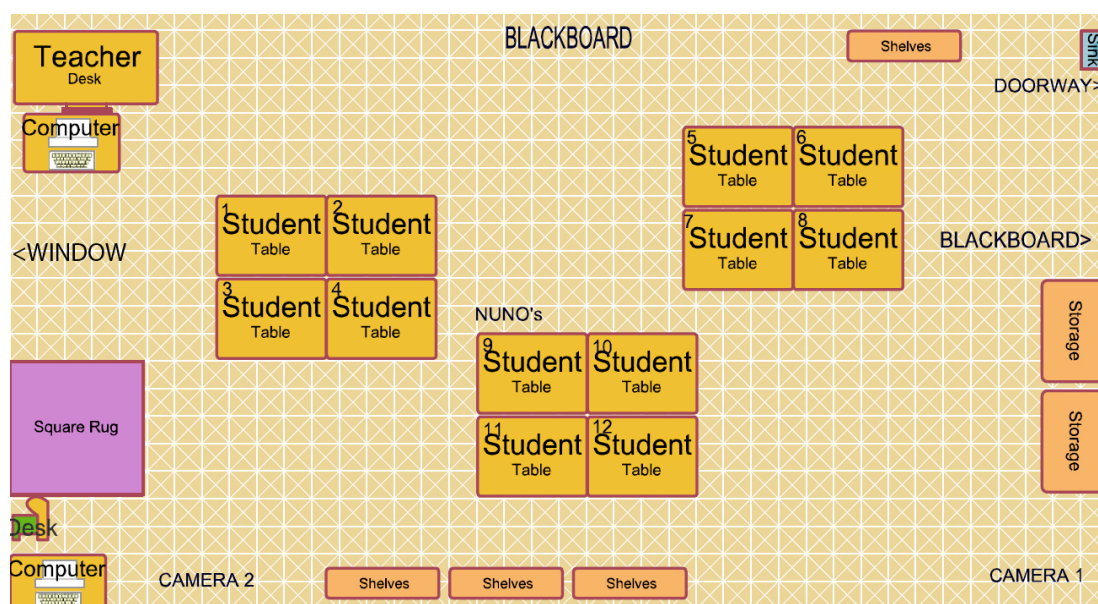 BLACKBOARD
Shelves
Sink
Teacher
Desk
DOORWAY>
Computer
5
6
Student
Student
Table
Table
1
2
Student
Student
Table
Table
7
8
Student
Student
Table
Table
<WINDOW
BLACKBOARD>
3
4
Student
Student
Table
Table
NUNO's
Storage
9
10
Student
Student
Table
Table
Square Rug
Storage
11
12
Student
Student
Table
Table
Desk
Computer
CAMERA 2
Shelves
Shelves
Shelves
CAMERA 1